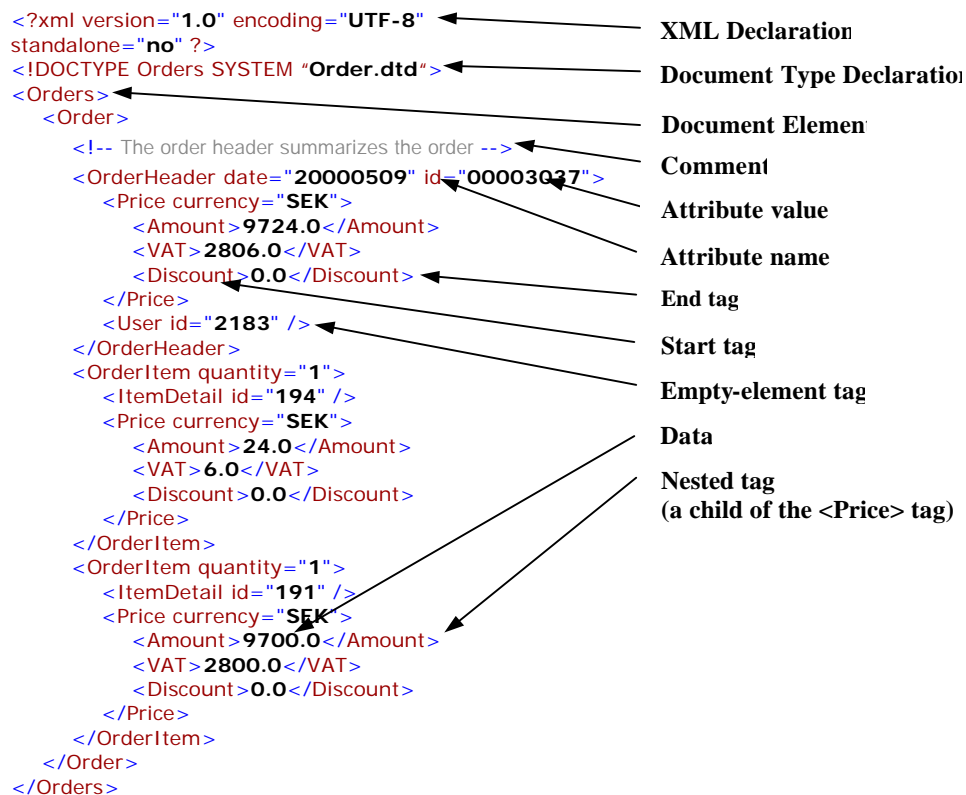 <?xml version="1.0" encoding="UTF-8"
standalone="no" ?>
<!DOCTYPE Orders SYSTEM “Order.dtd“>
<Orders>
<Order>
<!-- The order header summarizes the order -->
<OrderHeader date="20000509" id="00003037">
<Price currency="SEK">
<Amount>9724.0</Amount>
<VAT>2806.0</VAT>
<Discount>0.0</Discount>
</Price>
<User id="2183" />
</OrderHeader>
<OrderItem quantity="1">
<ItemDetail id="194" />
<Price currency="SEK">
<Amount>24.0</Amount>
<VAT>6.0</VAT>
<Discount>0.0</Discount>
</Price>
</OrderItem>
<OrderItem quantity="1">
<ItemDetail id="191" />
<Price currency="SEK">
<Amount>9700.0</Amount>
<VAT>2800.0</VAT>
<Discount>0.0</Discount>
</Price>
</OrderItem>
</Order>
</Orders>
XML Declaration
Document Type Declaration
Document Element
Comment
Attribute value
Attribute name
End tag
Start tag
Empty-element tag
Data
Nested tag
(a child of the <Price> tag)